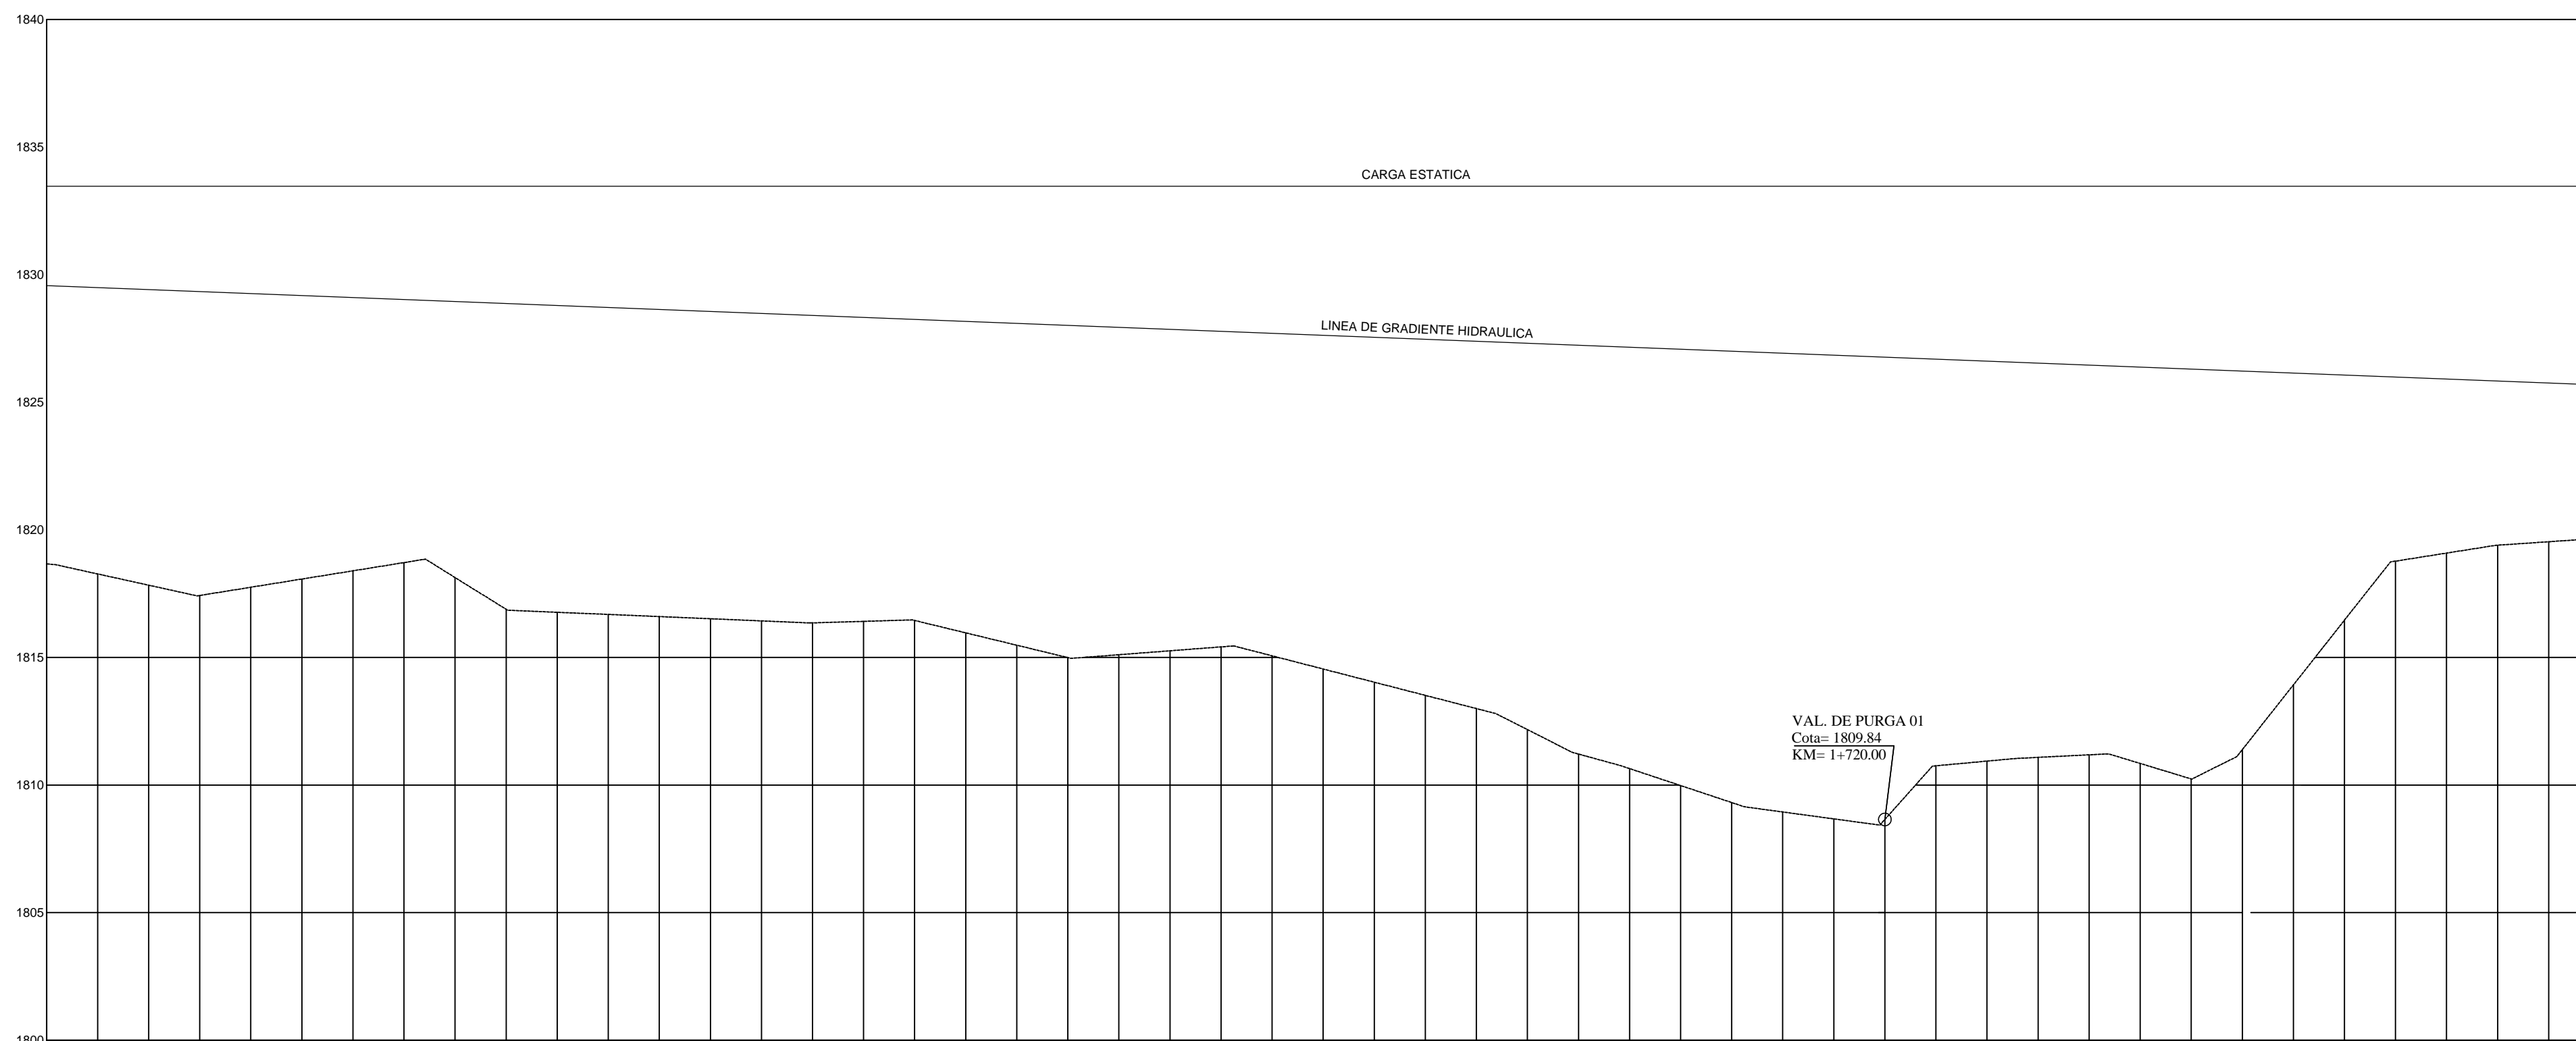 1840
1835
CARGA ESTATICA
1830
LINEA DE GRADIENTE HIDRAULICA
1825
1820
1815
VAL. DE PURGA 01
Cota= 1809.84
KM= 1+720.00
1810
1805
1800